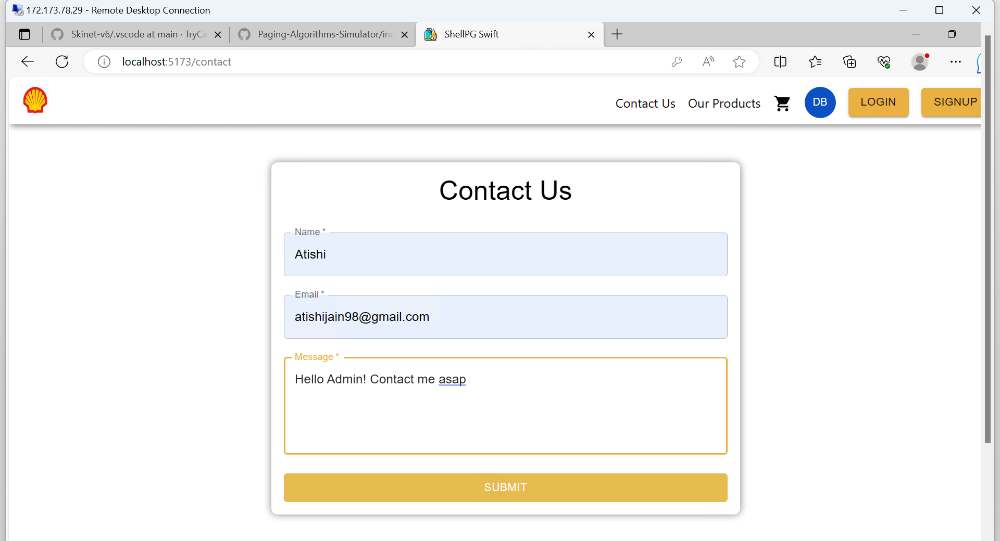 172.173.78.29 - Remote Desktop Connection
Skinet-v6/.vscode at main · TryCa
Paging-Algorithms-Simulator/inc
ShellPG Swift
localhost:5173/contact
Contact Us
Our Products
DB
LOGIN
SIGNUP
Contact Us
Name *
Atishi
Email *
atishijain98@gmail.com
Message *
Hello Admin! Contact me asap
SUBMIT